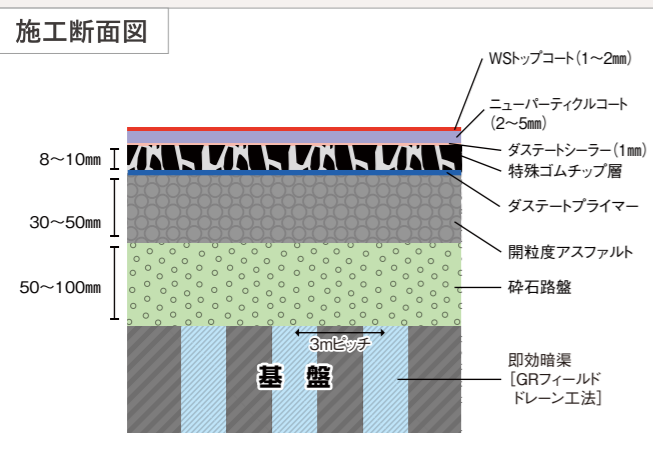 施工断面図
WSトップコート(1〜2㎜)
ニューパーティクルコート
(2〜5㎜)
ダステートシーラー(1㎜)
特殊ゴムチップ層
8〜10㎜
ダステートプライマー
30〜50㎜
開粒度アスファルト
50〜100㎜
砕石路盤
3mピッチ
基 盤
即効暗渠
[GRフィールド
ドレーン工法]